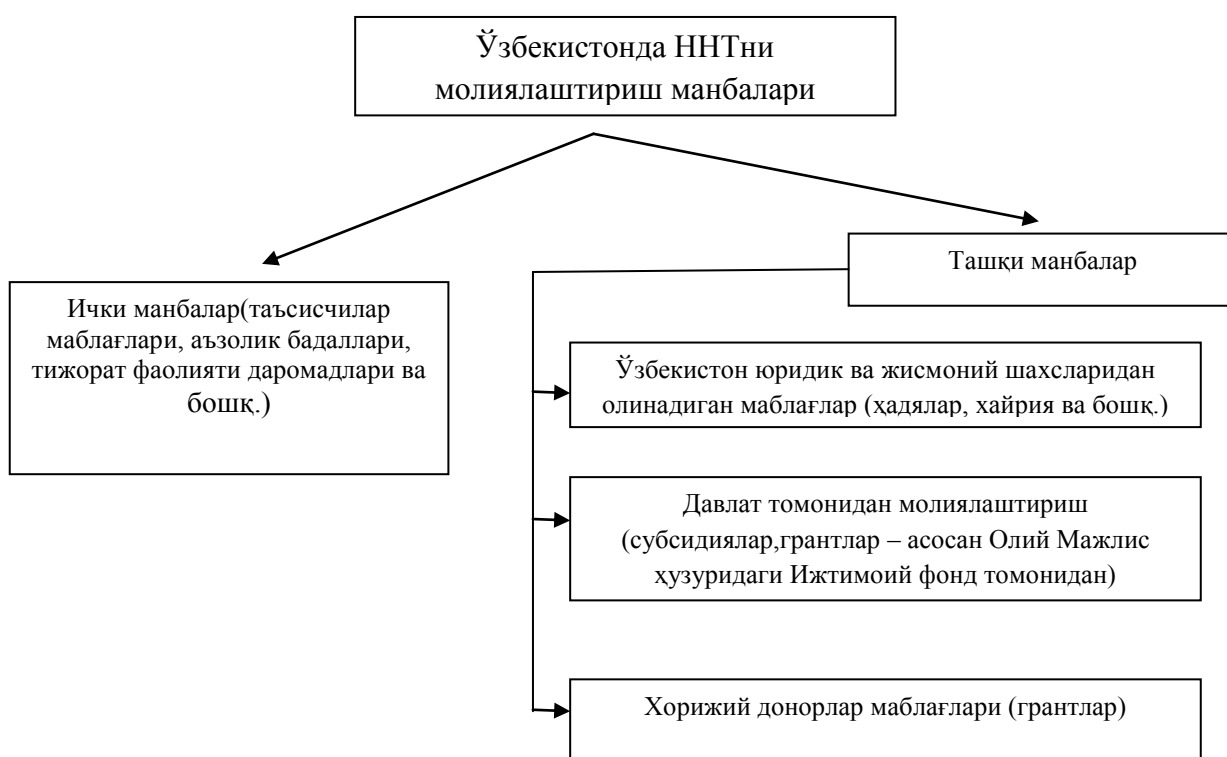 Ўзбекистонда ННТни
молиялаштириш манбалари
Ташқи манбалар
Ички манбалар(таъсисчилар
маблағлари, аъзолик бадаллари,
тижорат фаолияти даромадлари ва
бошқ.)
Ўзбекистон юридик ва жисмоний шахсларидан
олинадиган маблағлар (ҳадялар, хайрия ва бошқ.)
Давлат томонидан молиялаштириш
(субсидиялар,грантлар – асосан Олий Мажлис
ҳузуридаги Ижтимоий фонд томонидан)
Хорижий донорлар маблағлари (грантлар)